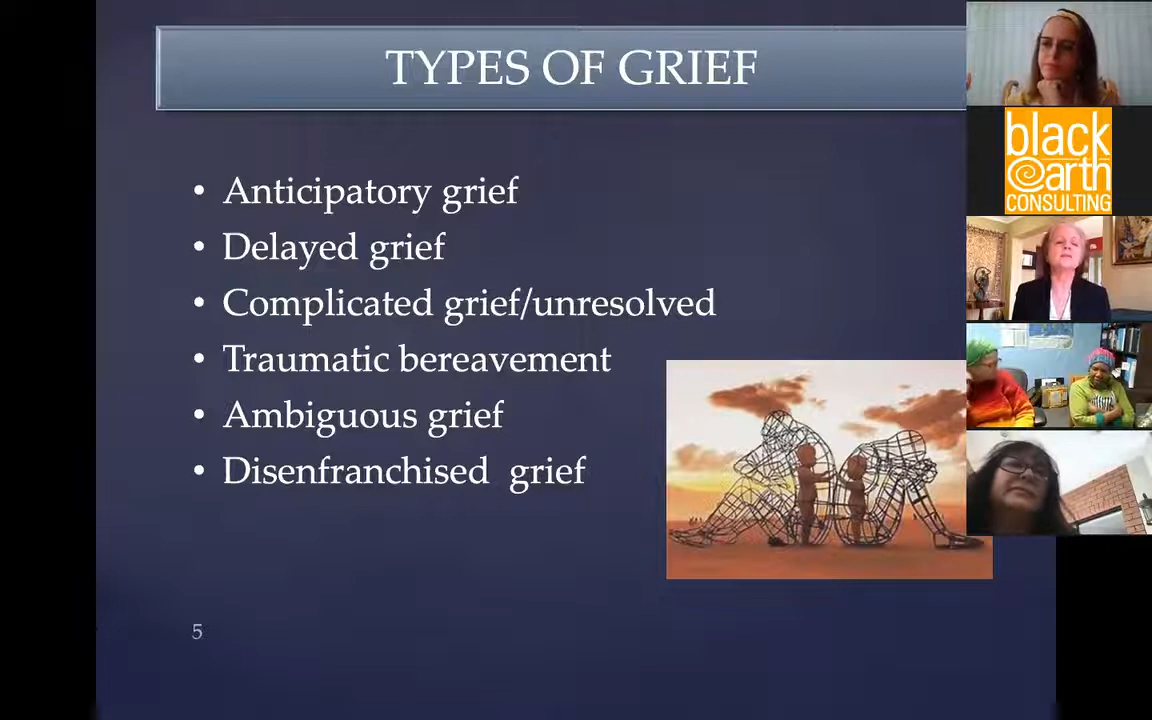 TYPES OF GRIEF
• Anticipatory grief
• Delayed grief
• Complicated grief/unresolved
• Traumatic bereavement
• Ambiguous grief
• Disenfranchised  grief
5
black
earth
CONSULTING